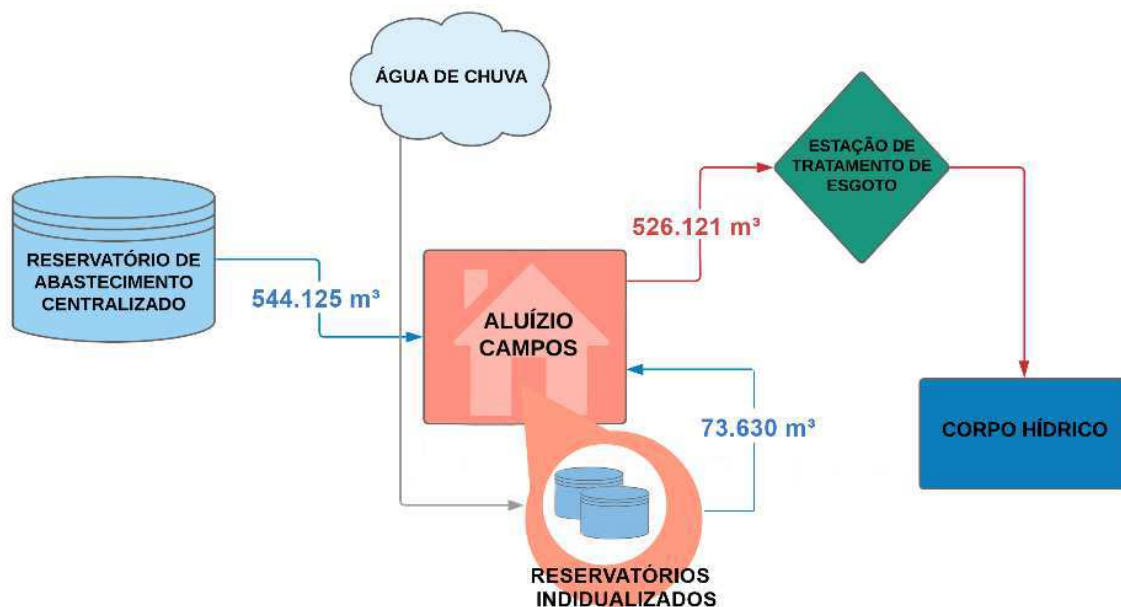 ÁGUA DE CHUVA
ESTAÇÃO DE
TRATAMENTO DE
ESGOTO
526.121 m³
RESERVATÓRIO DE
ABASTECIMENTO
CENTRALIZADO
544.125 m³
ALUÍZIO
CAMPOS
73.630 m³
CORPO HÍDRICO
RESERVATÓRIOS
INDIDUALIZADOS